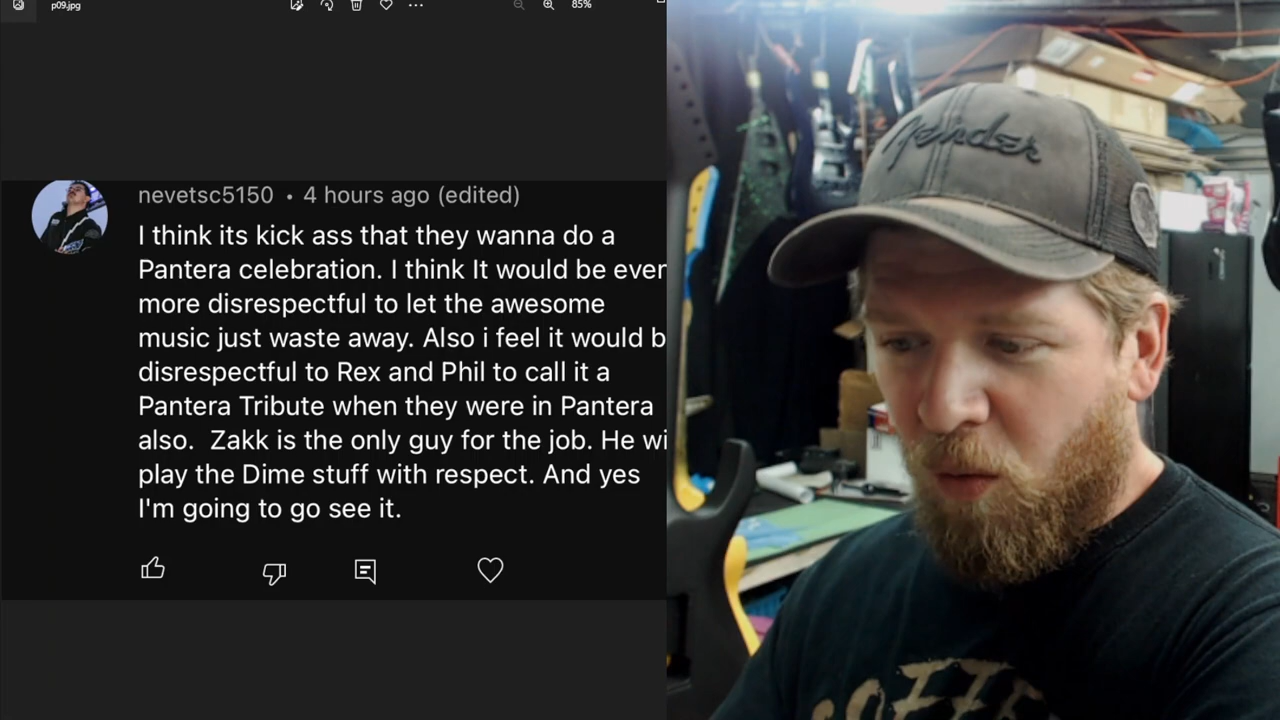 p09.jpg
85%
nevetsc5150 • 4 hours ago (edited)
I think its kick ass that they wanna do a
Pantera celebration. I think It would be ever
more disrespectful to let the awesome
music just waste away. Also i feel it would b
disrespectful to Rex and Phil to call it a
Pantera Tribute when they were in Pantera
also. Zakk is the only guy for the job. He wi
play the Dime stuff with respect. And yes
I'm going to go see it.
Fender
COFFEE